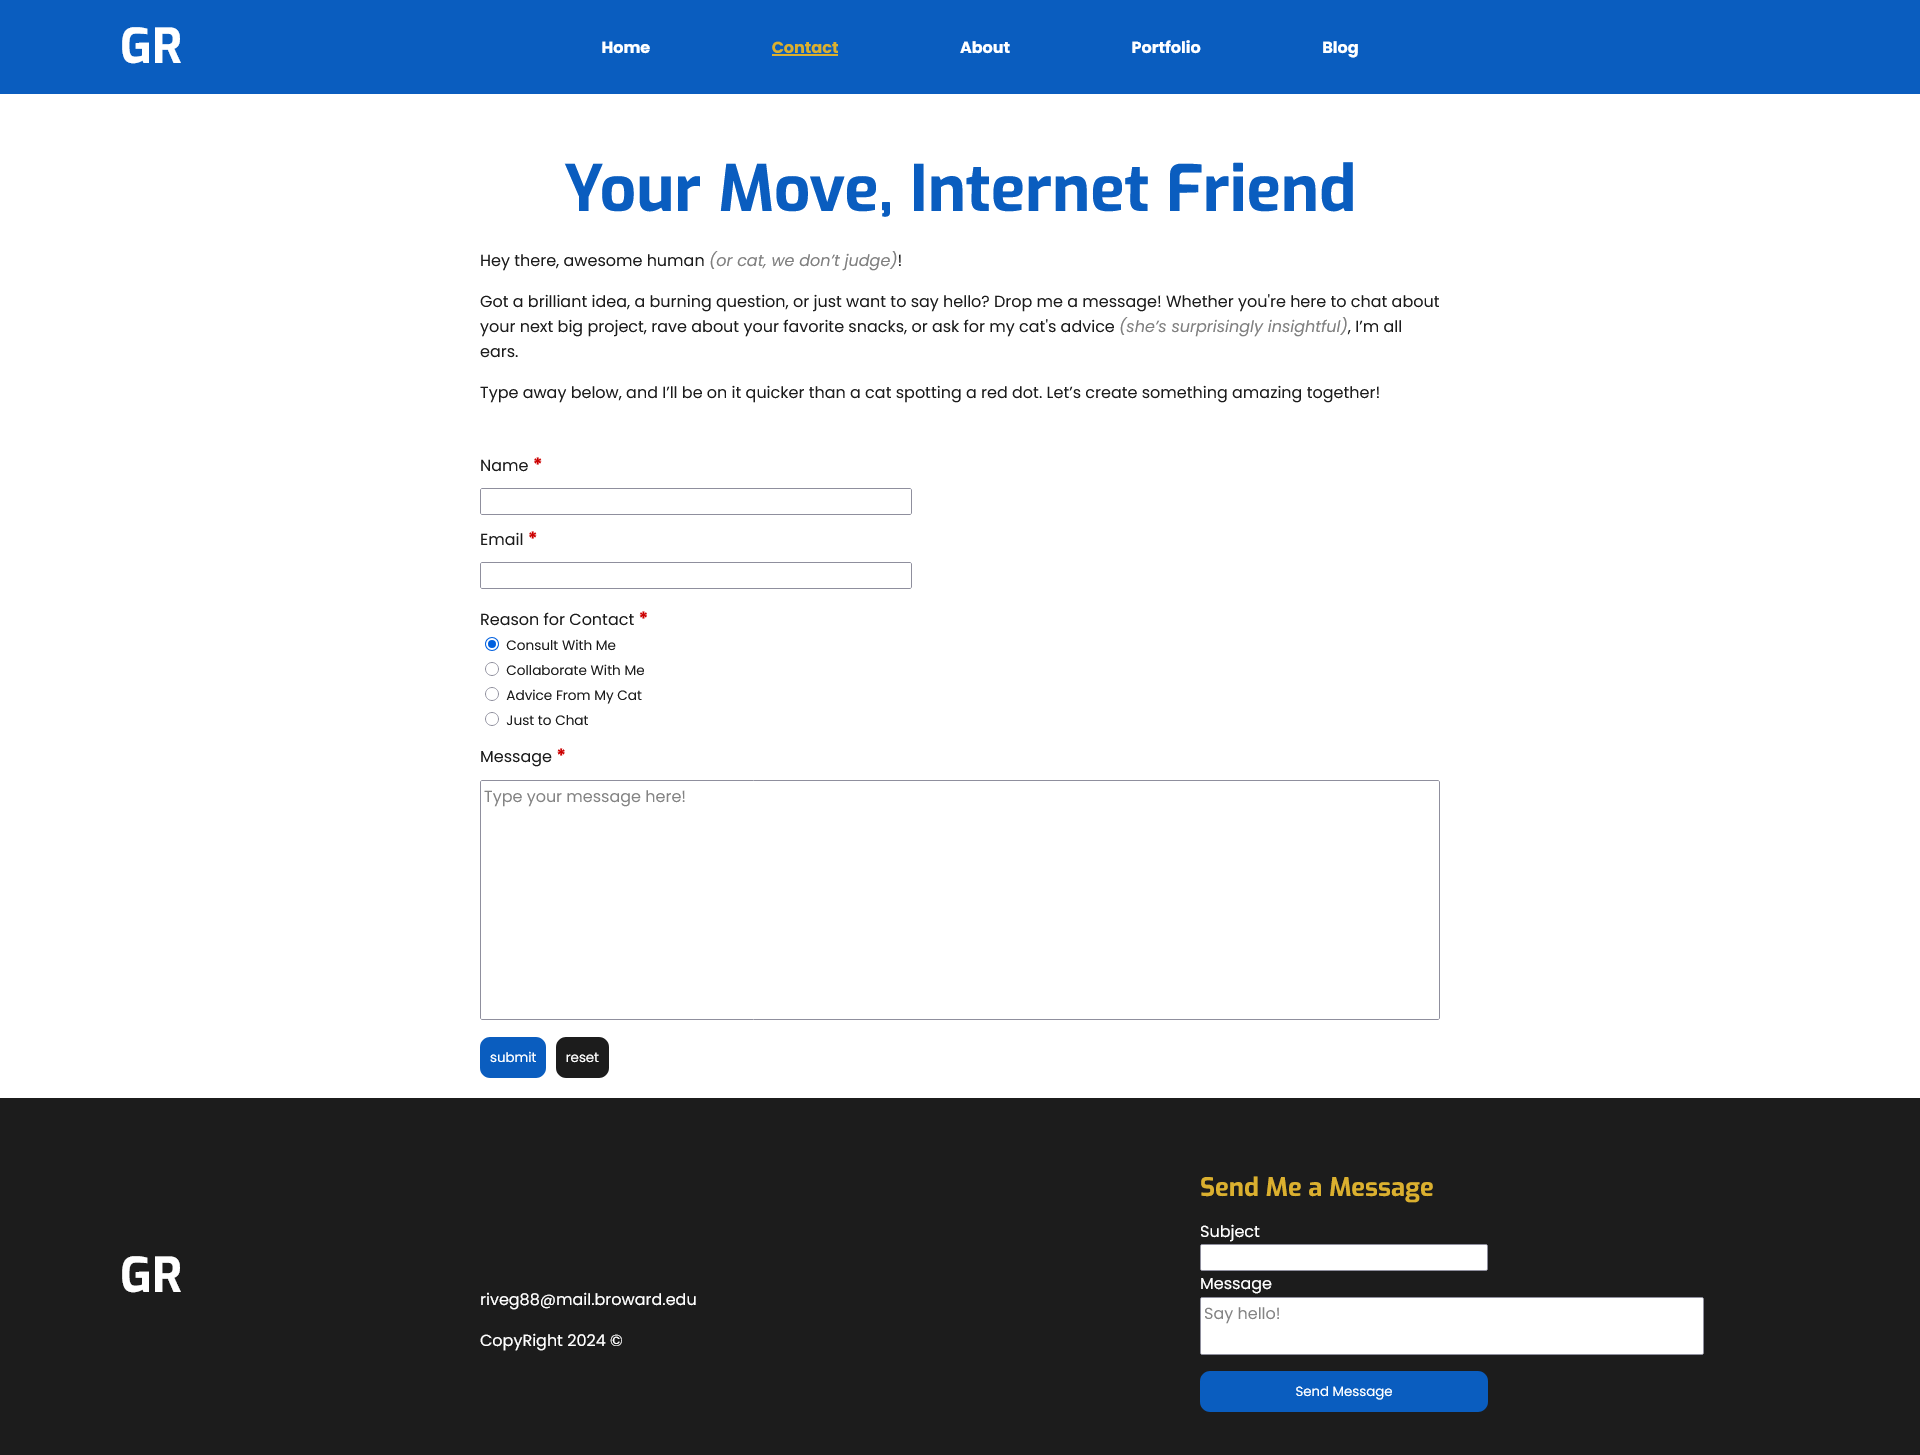 GR
Home
Contact
About
Portfolio
Blog
Your Move, Internet Friend
Hey there, awesome human (or cat, we don’t judge)!
Got a brilliant idea, a burning question, or just want to say hello? Drop me a message! Whether you're here to chat about
your next big project, rave about your favorite snacks, or ask for my cat's advice (she’s surprisingly insightful), I’m all
ears.
Type away below, and I’ll be on it quicker than a cat spotting a red dot. Let’s create something amazing together!
Name *
Email *
Reason for Contact *
Consult With Me
Collaborate With Me
Advice From My Cat
Just to Chat
Message *
Type your message here!
submit
reset
GR
riveg88@mail.broward.edu
CopyRight 2024 ©
Send Me a Message
Subject
Message
Say hello!
Send Message